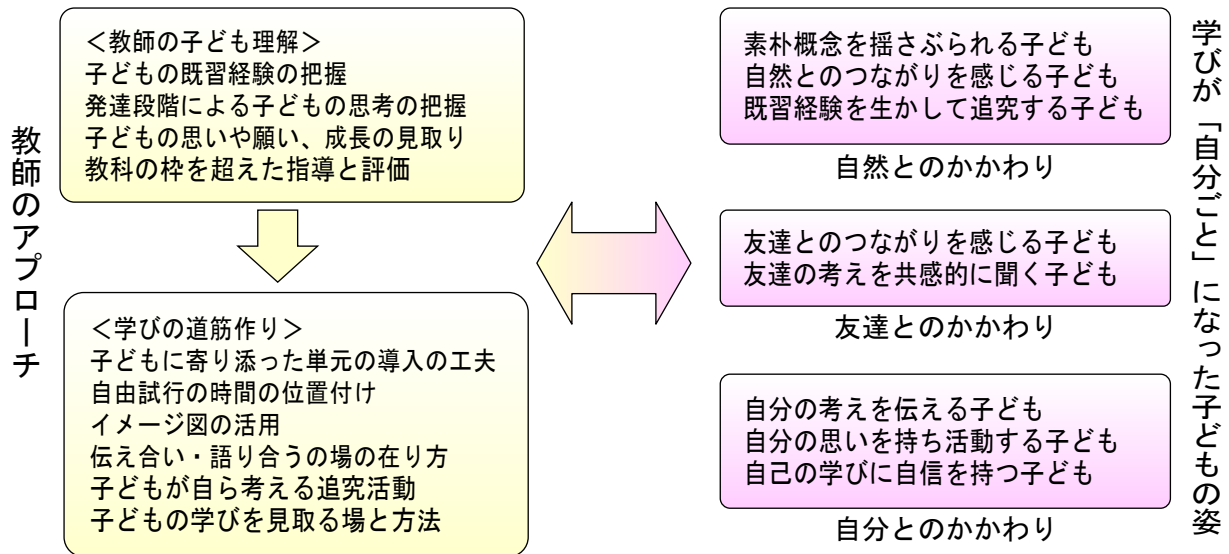 教師のアプローチ
＜教師の子ども理解＞
子どもの既習経験の把握
発達段階による子どもの思考の把握
子どもの思いや願い、成長の見取り
教科の枠を超えた指導と評価
＜学びの道筋作り＞
子どもに寄り添った単元の導入の工夫
自由試行の時間の位置付け
イメージ図の活用
伝え合い・語り合うの場の在り方
子どもが自ら考える追究活動
子どもの学びを見取る場と方法
素朴概念を揺さぶられる子ども
自然とのつながりを感じる子ども
既習経験を生かして追究する子ども
自然とのかかわり
友達とのつながりを感じる子ども
友達の考えを共感的に聞く子ども
友達とのかかわり
自分の考えを伝える子ども
自分の思いを持ち活動する子ども
自己の学びに自信を持つ子ども
自分とのかかわり
学びが「自分ごと」になった子どもの姿